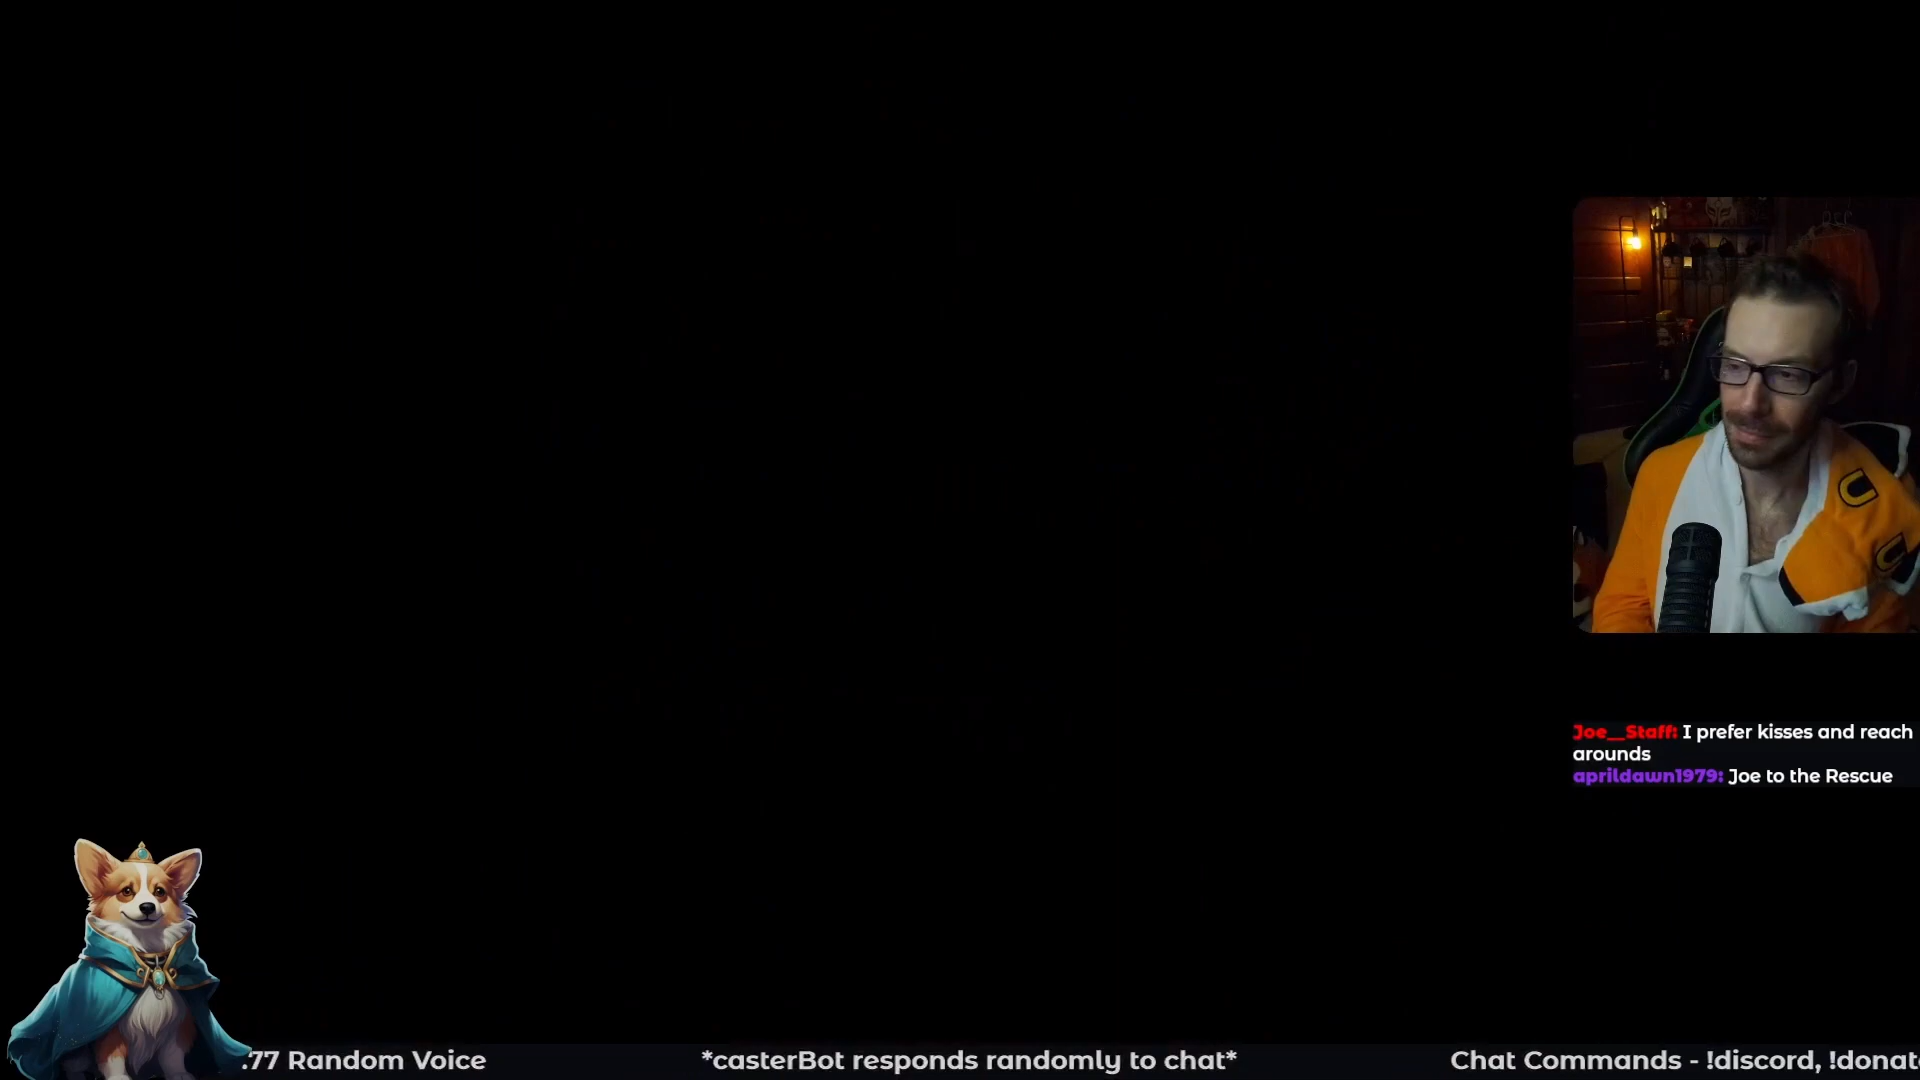 Joe__Staff: I prefer kisses and reach
arounds
aprildawn1979: Joe to the Rescue
.77 Random Voice
*casterBot responds randomly to chat*
Chat Commands - !discord, !donat